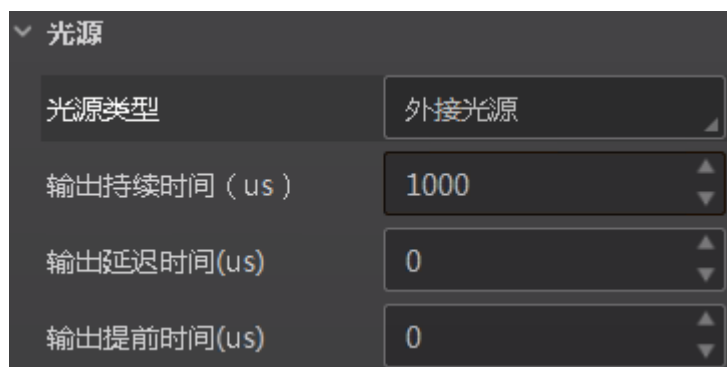 光源
光源类型 外接光源
输出持续时间（us） 1000
输出延迟时间(us) 0
输出提前时间(us) 0